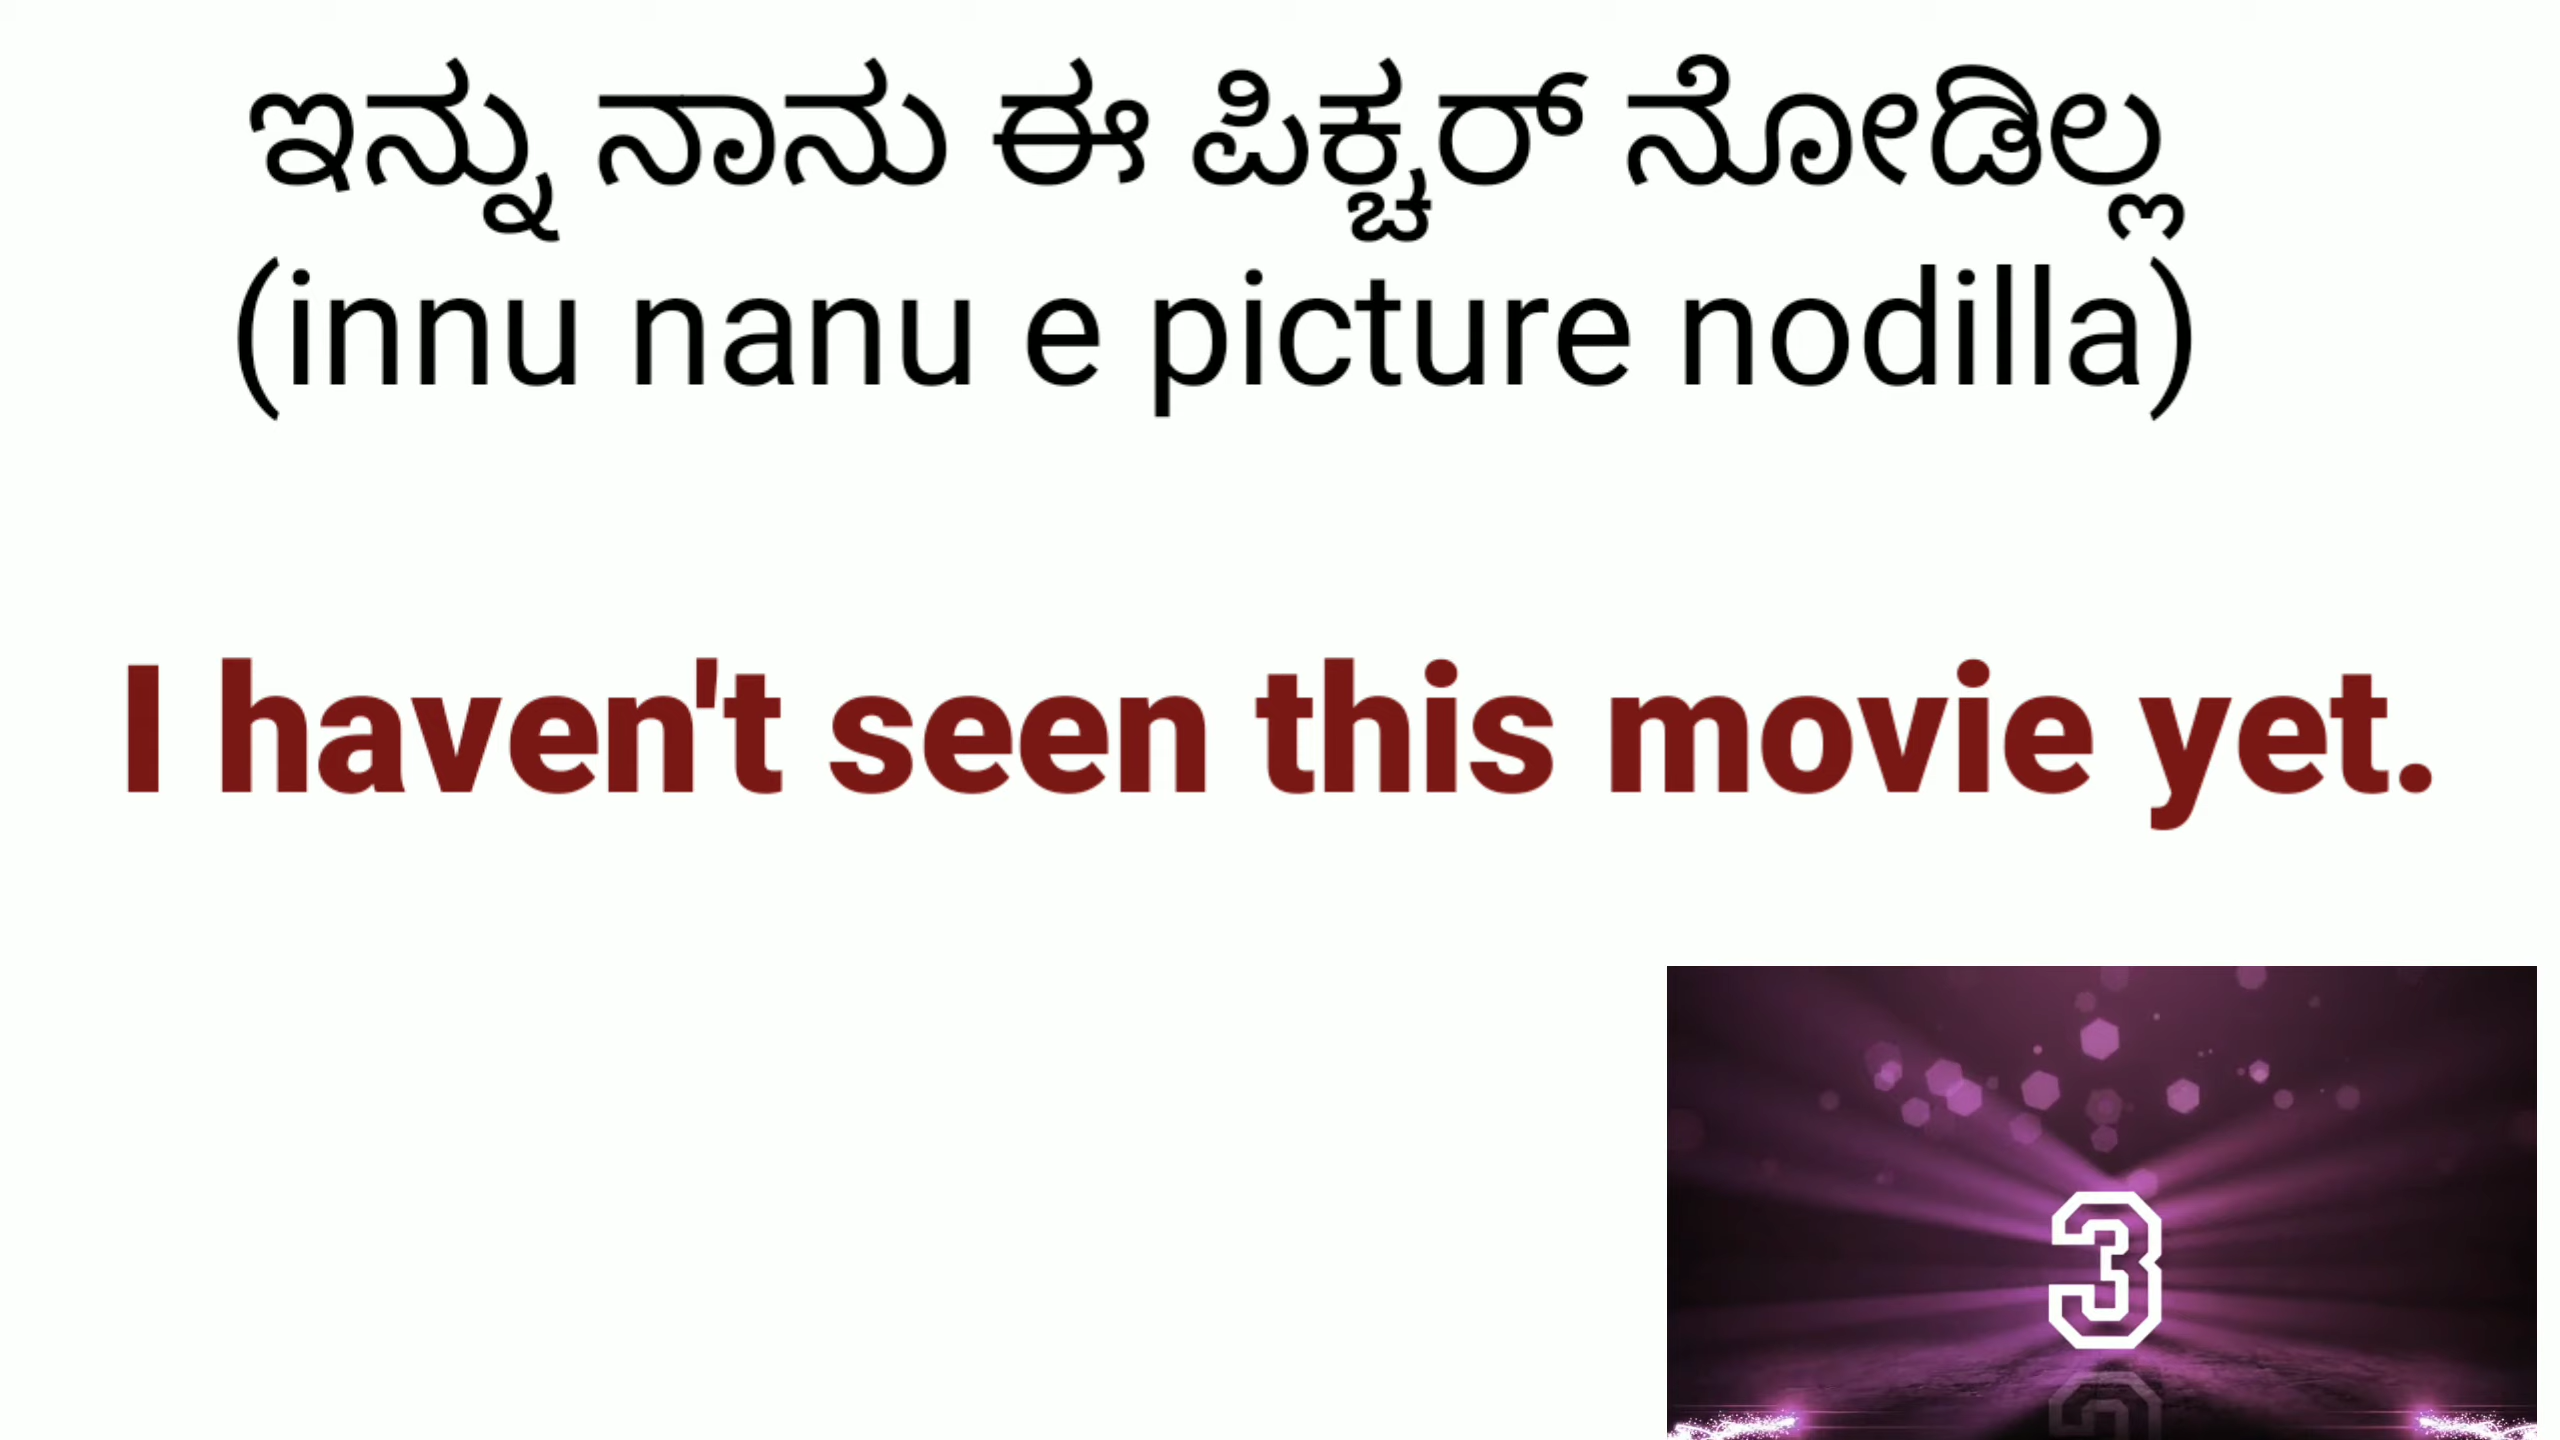 ಇನ್ನು ನಾನು ಈ ಪಿಕ್ಚರ್ ನೋಡಿಲ್ಲ
(innu nanu e picture nodilla)
I haven't seen this movie yet.
3